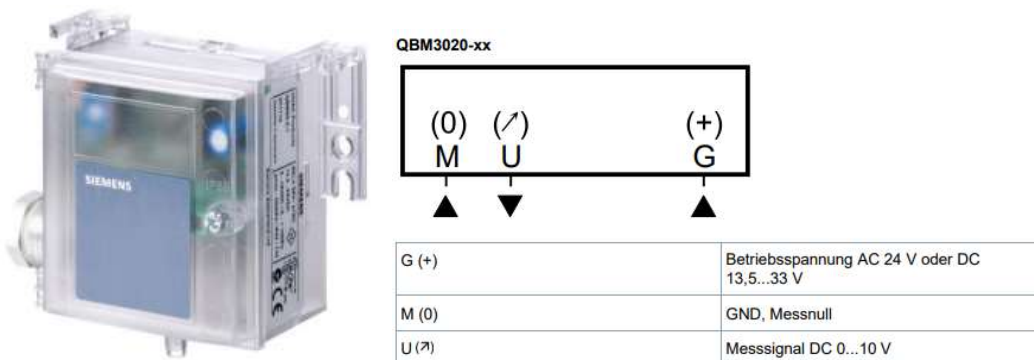 SIEMENS
QBM3020-xx
(0) (↗) (+)
M U G
G (+) Betriebsspannung AC 24 V oder DC
13,5...33 V
M (0) GND, Messnull
U (↗) Messsignal DC 0...10 V